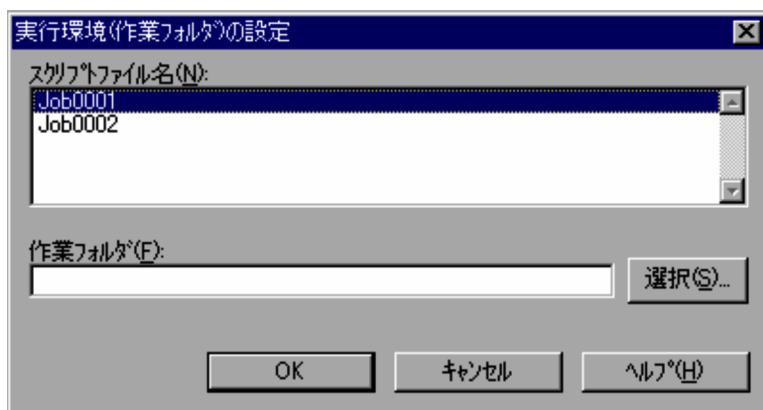 実行環境(作業ﾌｫﾙﾀﾞ)の設定
ｽｸﾘﾌﾟﾄﾌｧｲﾙ名(N):
Job0001
Job0002
作業ﾌｫﾙﾀﾞ(F):
選択(S)...
OK
ｷｬﾝｾﾙ
ﾍﾙﾌﾟ(H)